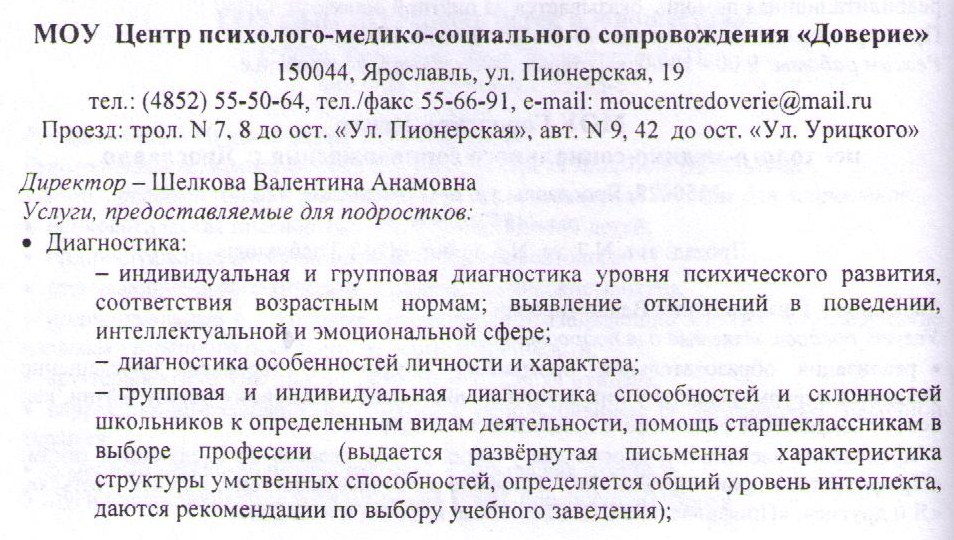 МОУ Центр психолого-медико-социального сопровождения «Доверие»
150044, Ярославль, ул. Пионерская, 19
тел.: (4852) 55-50-64, тел./факс 55-66-91, e-mail: moucentredoverie@mail.ru
Проезд: трол. N 7, 8 до ост. «Ул. Пионерская», авт. N 9, 42 до ост. «Ул. Урицкого»
Директор – Шелкова Валентина Анамовна
Услуги, предоставляемые для подростков:
• Диагностика:
– индивидуальная и групповая диагностика уровня психического развития,
соответствия возрастным нормам; выявление отклонений в поведении,
интеллектуальной и эмоциональной сфере;
– диагностика особенностей личности и характера;
– групповая и индивидуальная диагностика способностей и склонностей
школьников к определенным видам деятельности, помощь старшеклассникам в
выборе профессии (выдается развёрнутая письменная характеристика
структуры умственных способностей, определяется общий уровень интеллекта,
даются рекомендации по выбору учебного заведения);